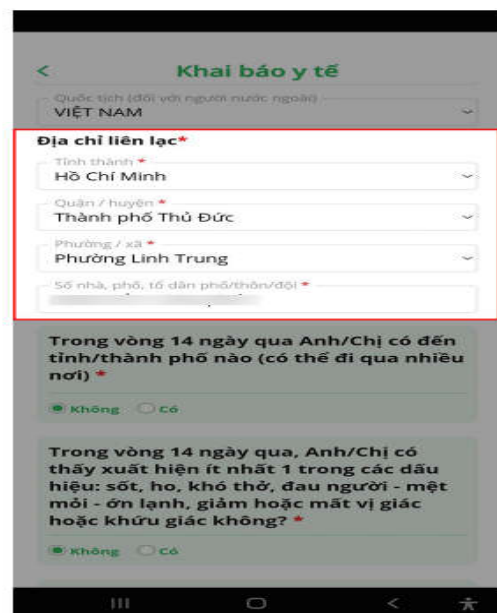 Khai báo y tế
Quốc tịch (đối với người nước ngoài)
VIỆT NAM
Địa chỉ liên lạc*
Tỉnh thành *
Hồ Chí Minh
Quận / huyện *
Thành phố Thủ Đức
Phường / xã *
Phường Linh Trung
Số nhà, phố, tổ dân phố/thôn/đội *
Trong vòng 14 ngày qua Anh/Chị có đến
tỉnh/thành phố nào (có thể đi qua nhiều
nơi) *
Không Có
Trong vòng 14 ngày qua, Anh/Chị có
thấy xuất hiện ít nhất 1 trong các dấu
hiệu: sốt, ho, khó thở, đau người - mệt
mỏi - ớn lạnh, giảm hoặc mất vị giác
hoặc khứu giác không? *
Không Có